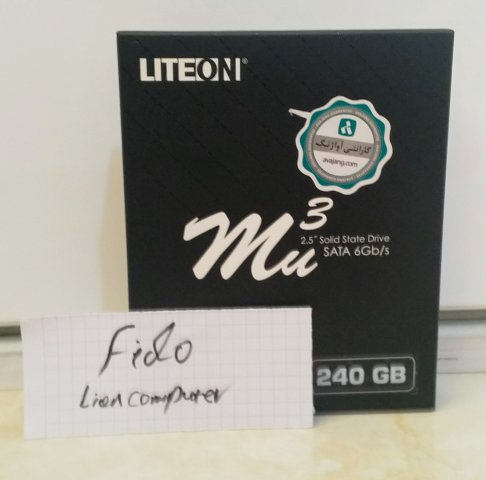 LITEON®
گارانتی آواژنگ
avajang.com
Mu3
2.5" Solid State Drive
SATA 6Gb/s
Fido
Lion computer
240 GB